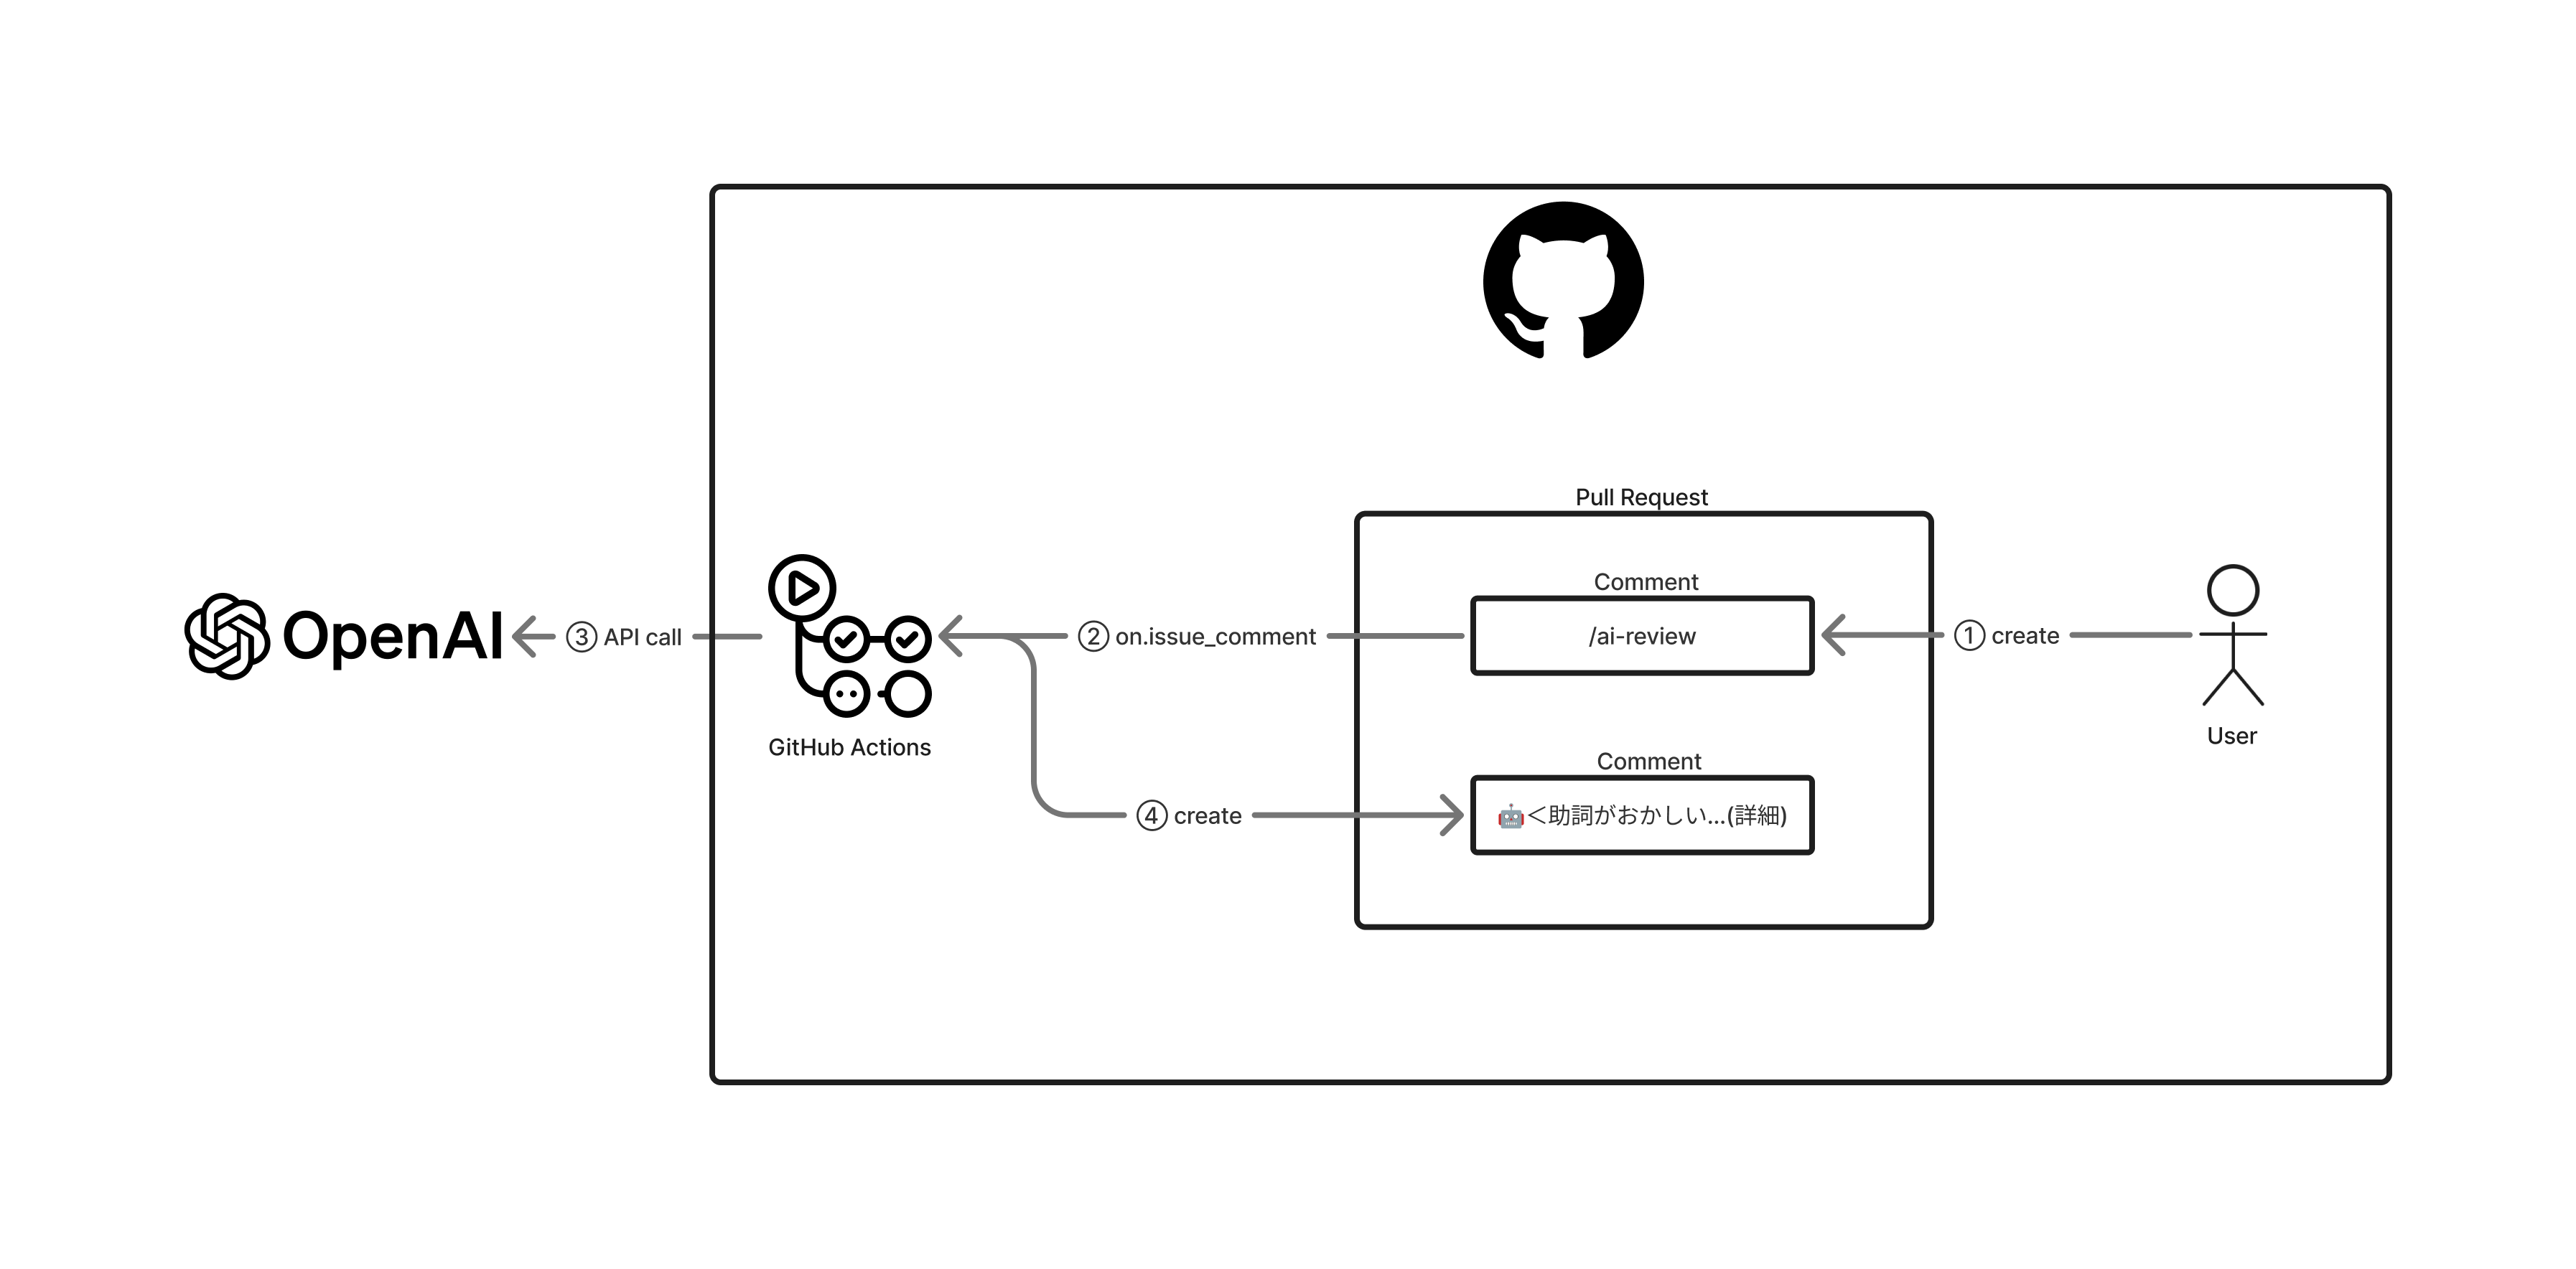 Pull Request
Comment
/ai-review
① create
User
② on.issue_comment
GitHub Actions
③ API call
OpenAI
④ create
Comment
🤖<助詞がおかしい...(詳細)